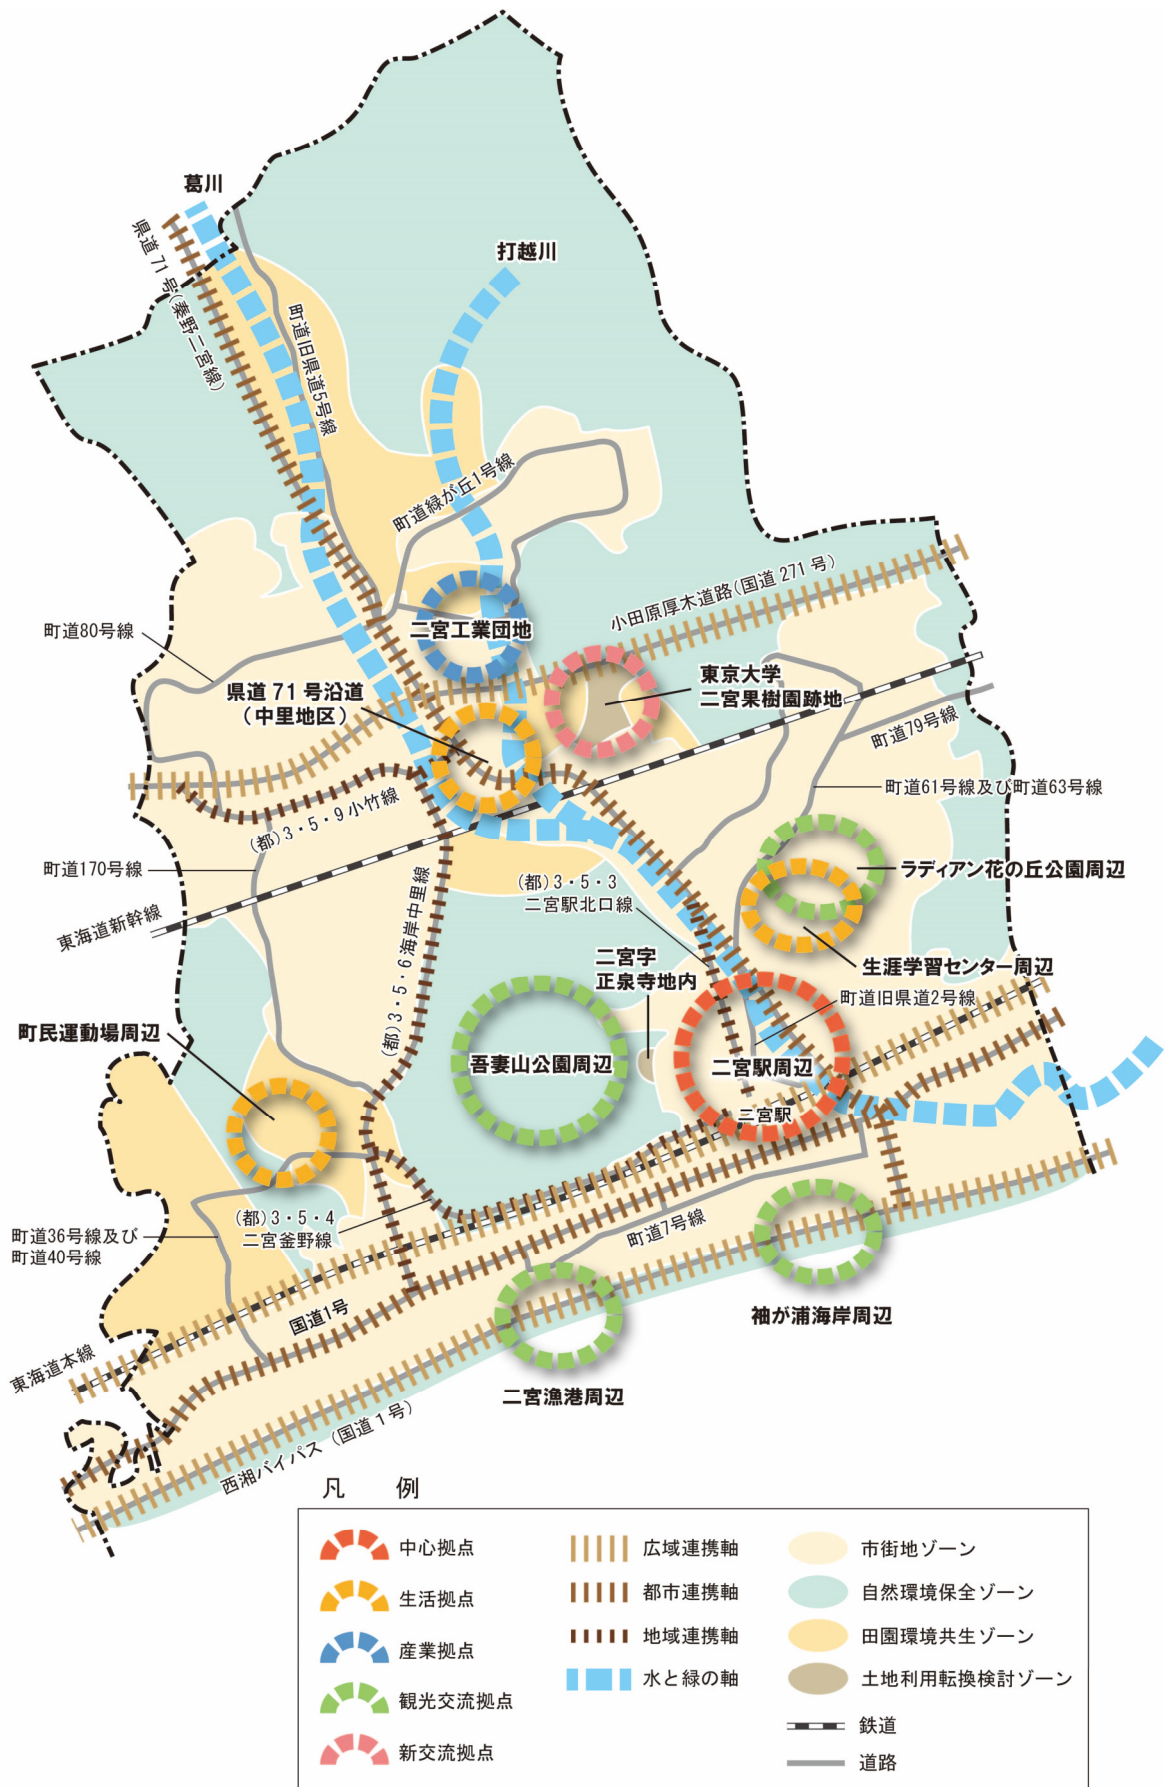 葛川
県道 71 号(秦野二宮線)
打越川
町道旧県道5号線
町道緑が丘1号線
小田原厚木道路(国道 271 号)
町道80号線
二宮工業団地
県道 71 号沿道
(中里地区)
東京大学
二宮果樹園跡地
町道79号線
町道61号線及び町道63号線
(都)3・5・9小竹線
町道170号線
東海道新幹線
(都)3・5・6海岸中里線
(都)3・5・3
二宮駅北口線
ラディアン花の丘公園周辺
二宮字
正泉寺地内
生涯学習センター周辺
町道旧県道2号線
町民運動場周辺
吾妻山公園周辺
二宮駅周辺
二宮駅
(都)3・5・4
二宮釜野線
町道36号線及び
町道40号線
町道7号線
国道1号
東海道本線
袖が浦海岸周辺
二宮漁港周辺
西湘バイパス(国道1号)
凡 例
中心拠点
生活拠点
産業拠点
観光交流拠点
新交流拠点
広域連携軸
都市連携軸
地域連携軸
水と緑の軸
市街地ゾーン
自然環境保全ゾーン
田園環境共生ゾーン
土地利用転換検討ゾーン
鉄道
道路